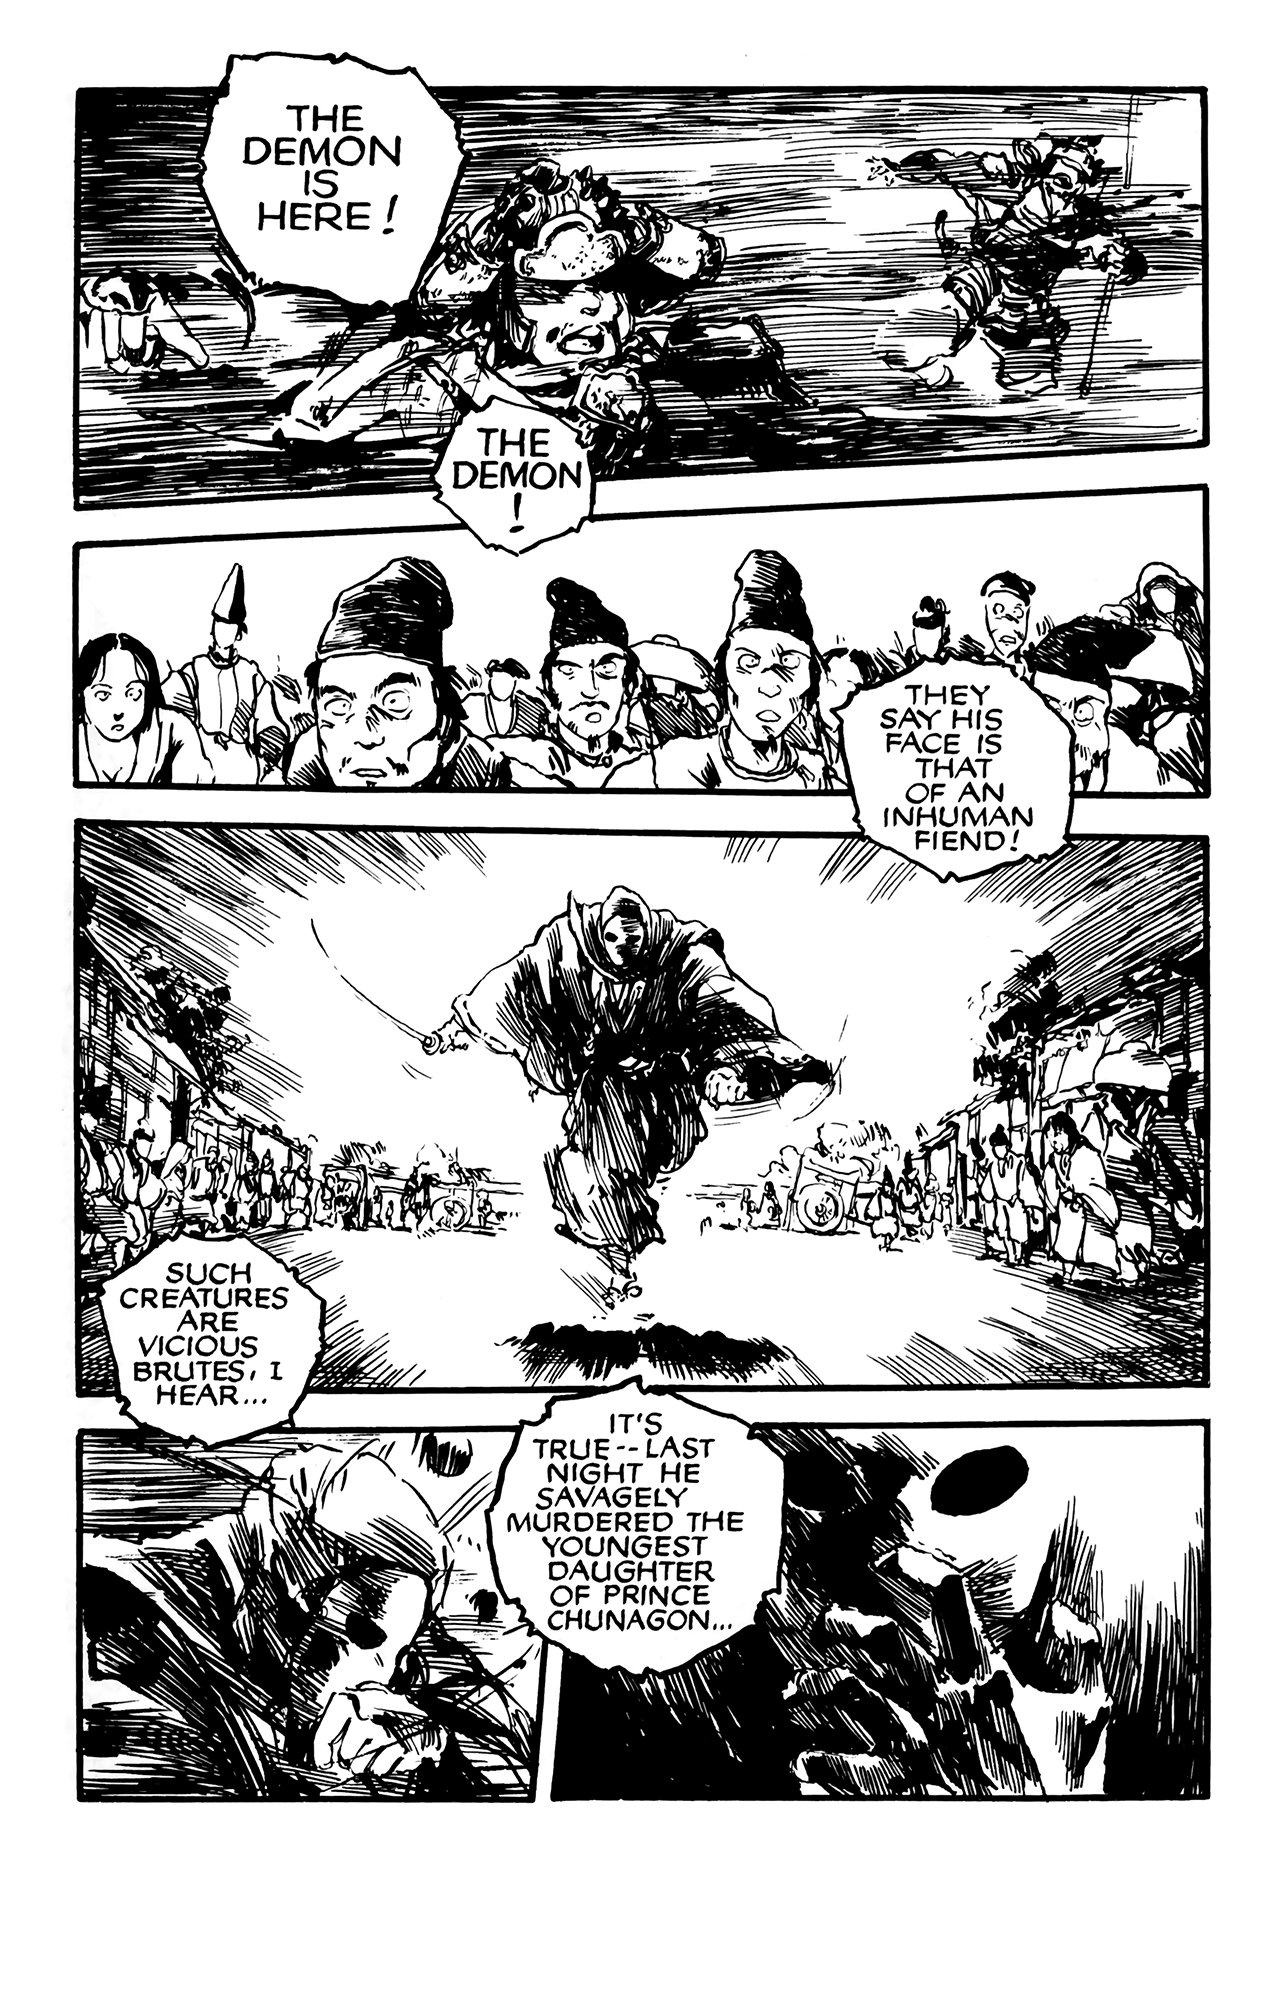 THE
DEMON
IS
HERE!
THE
DEMON
!
THEY
SAY HIS
FACE IS
THAT
OF AN
INHUMAN
FIEND!
SUCH
CREATURES
ARE
VICIOUS
BRUTES, I
HEAR...
IT'S
TRUE--LAST
NIGHT HE
SAVAGELY
MURDERED THE
YOUNGEST
DAUGHTER
OF PRINCE
CHUNAGON...